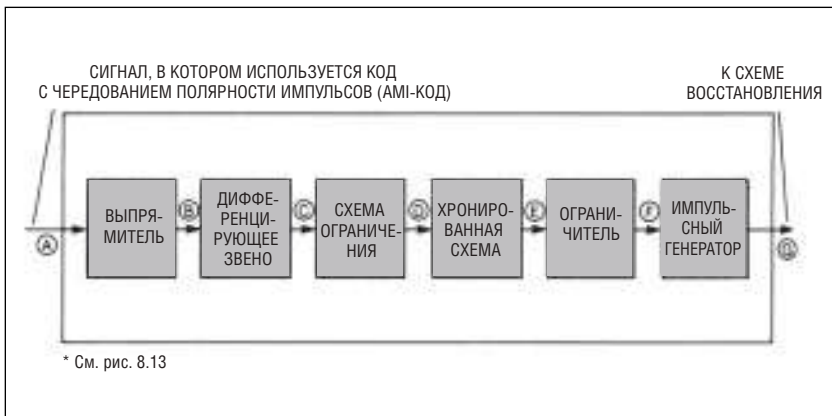 СИГНАЛ, В КОТОРОМ ИСПОЛЬЗУЕТСЯ КОД
С ЧЕРЕДОВАНИЕМ ПОЛЯРНОСТИ ИМПУЛЬСОВ (AMI-КОД)
К СХЕМЕ
ВОССТАНОВЛЕНИЯ
A
ВЫПРЯ-
МИТЕЛЬ
B
ДИФФЕ-
РЕНЦИ-
РУЮЩЕЕ
ЗВЕНО
C
СХЕМА
ОГРАНИЧЕ-
НИЯ
D
ХРОНИРО-
ВАННАЯ
СХЕМА
E
ОГРАНИ-
ЧИТЕЛЬ
F
ИМПУЛЬ-
СНЫЙ
ГЕНЕРАТОР
G
* См. рис. 8.13